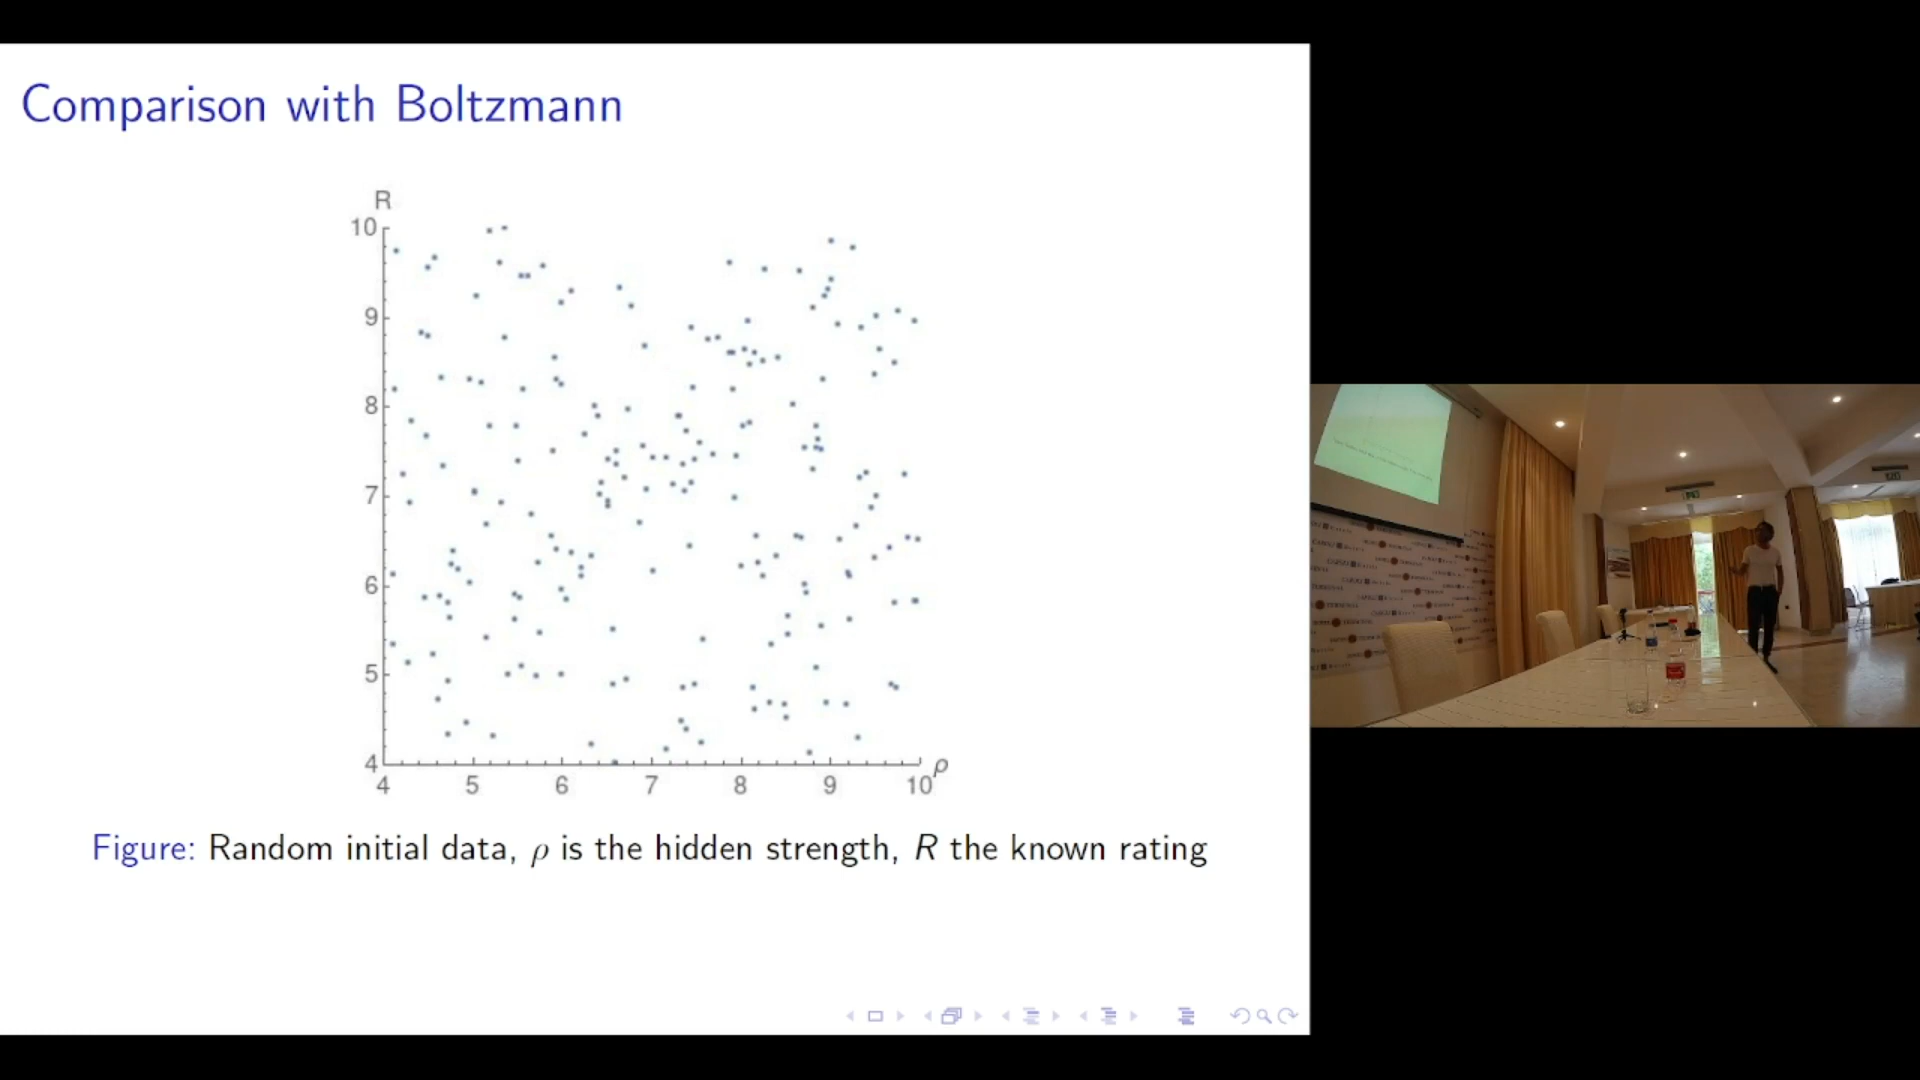 Comparison with Boltzmann
R
10
9
8
7
6
5
4
4 5 6 7 8 9 10 ρ
Figure: Random initial data, ρ is the hidden strength, R the known rating